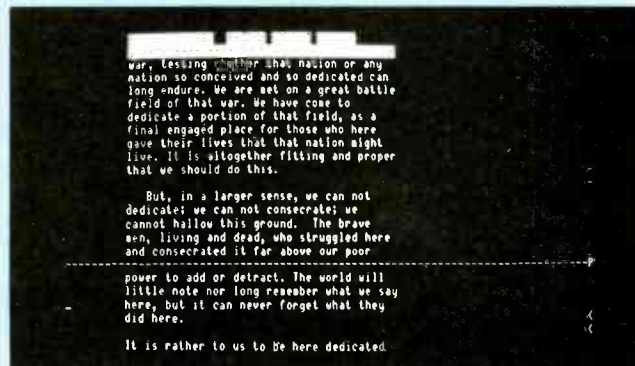 war, testing whether that nation or any
nation so conceived and so dedicated can
long endure. We are met on a great battle
field of that war. We have come to
dedicate a portion of that field, as a
final engaged place for those who here
gave their lives that that nation might
live. It is altogether fitting and proper
that we should do this.
But, in a larger sense, we can not
dedicate; we can not consecrate; we
cannot hallow this ground. The brave
men, living and dead, who struggled here
and consecrated it far above our poor
P
power to add or detract. The world will
little note nor long remember what we say
here, but it can never forget what they
did here.
<
<
It is rather to us to be here dedicated